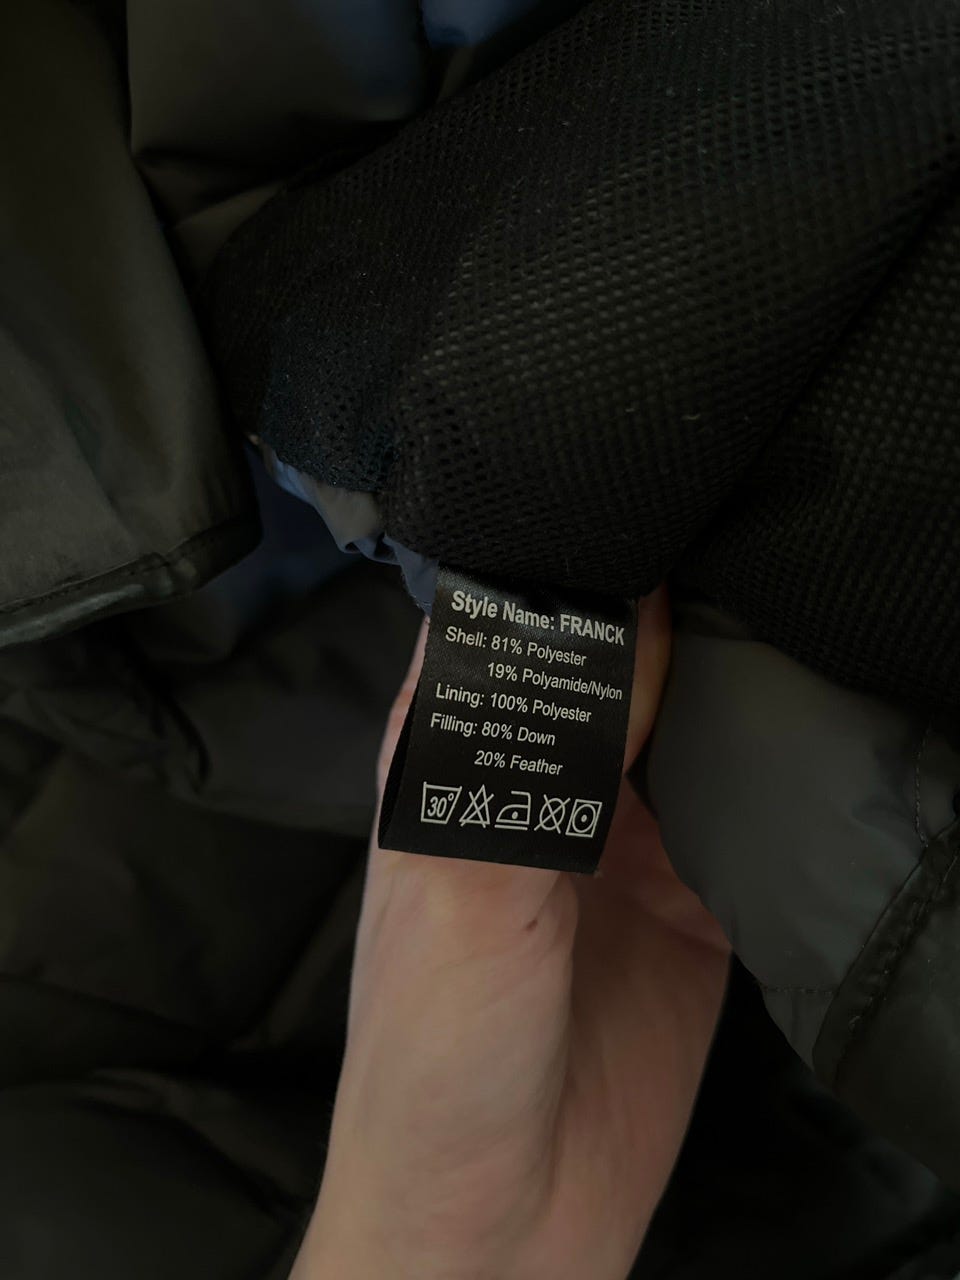 Style Name: FRANCK
Shell: 81% Polyester
19% Polyamide/Nylon
Lining: 100% Polyester
Filling: 80% Down
20% Feather
30°